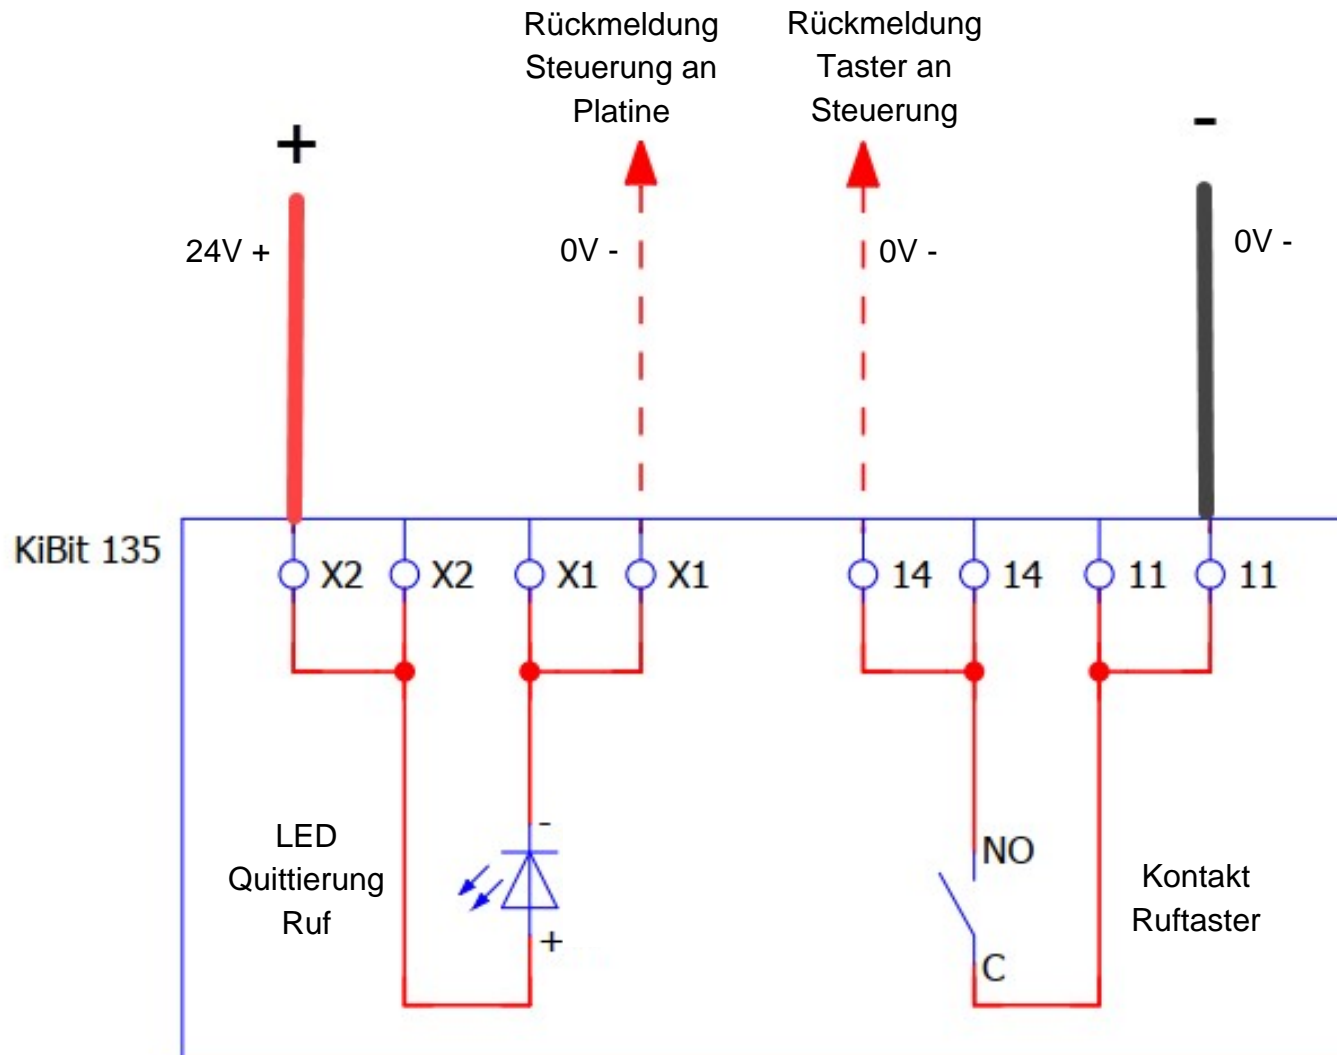 Rückmeldung
Steuerung an
Platine
Rückmeldung
Taster an
Steuerung
+
-
24V +
0V -
0V -
0V -
KiBit 135
X2
X2
X1
X1
14
14
11
11
LED
Quittierung
Ruf
-
+
NO
C
Kontakt
Ruftaster